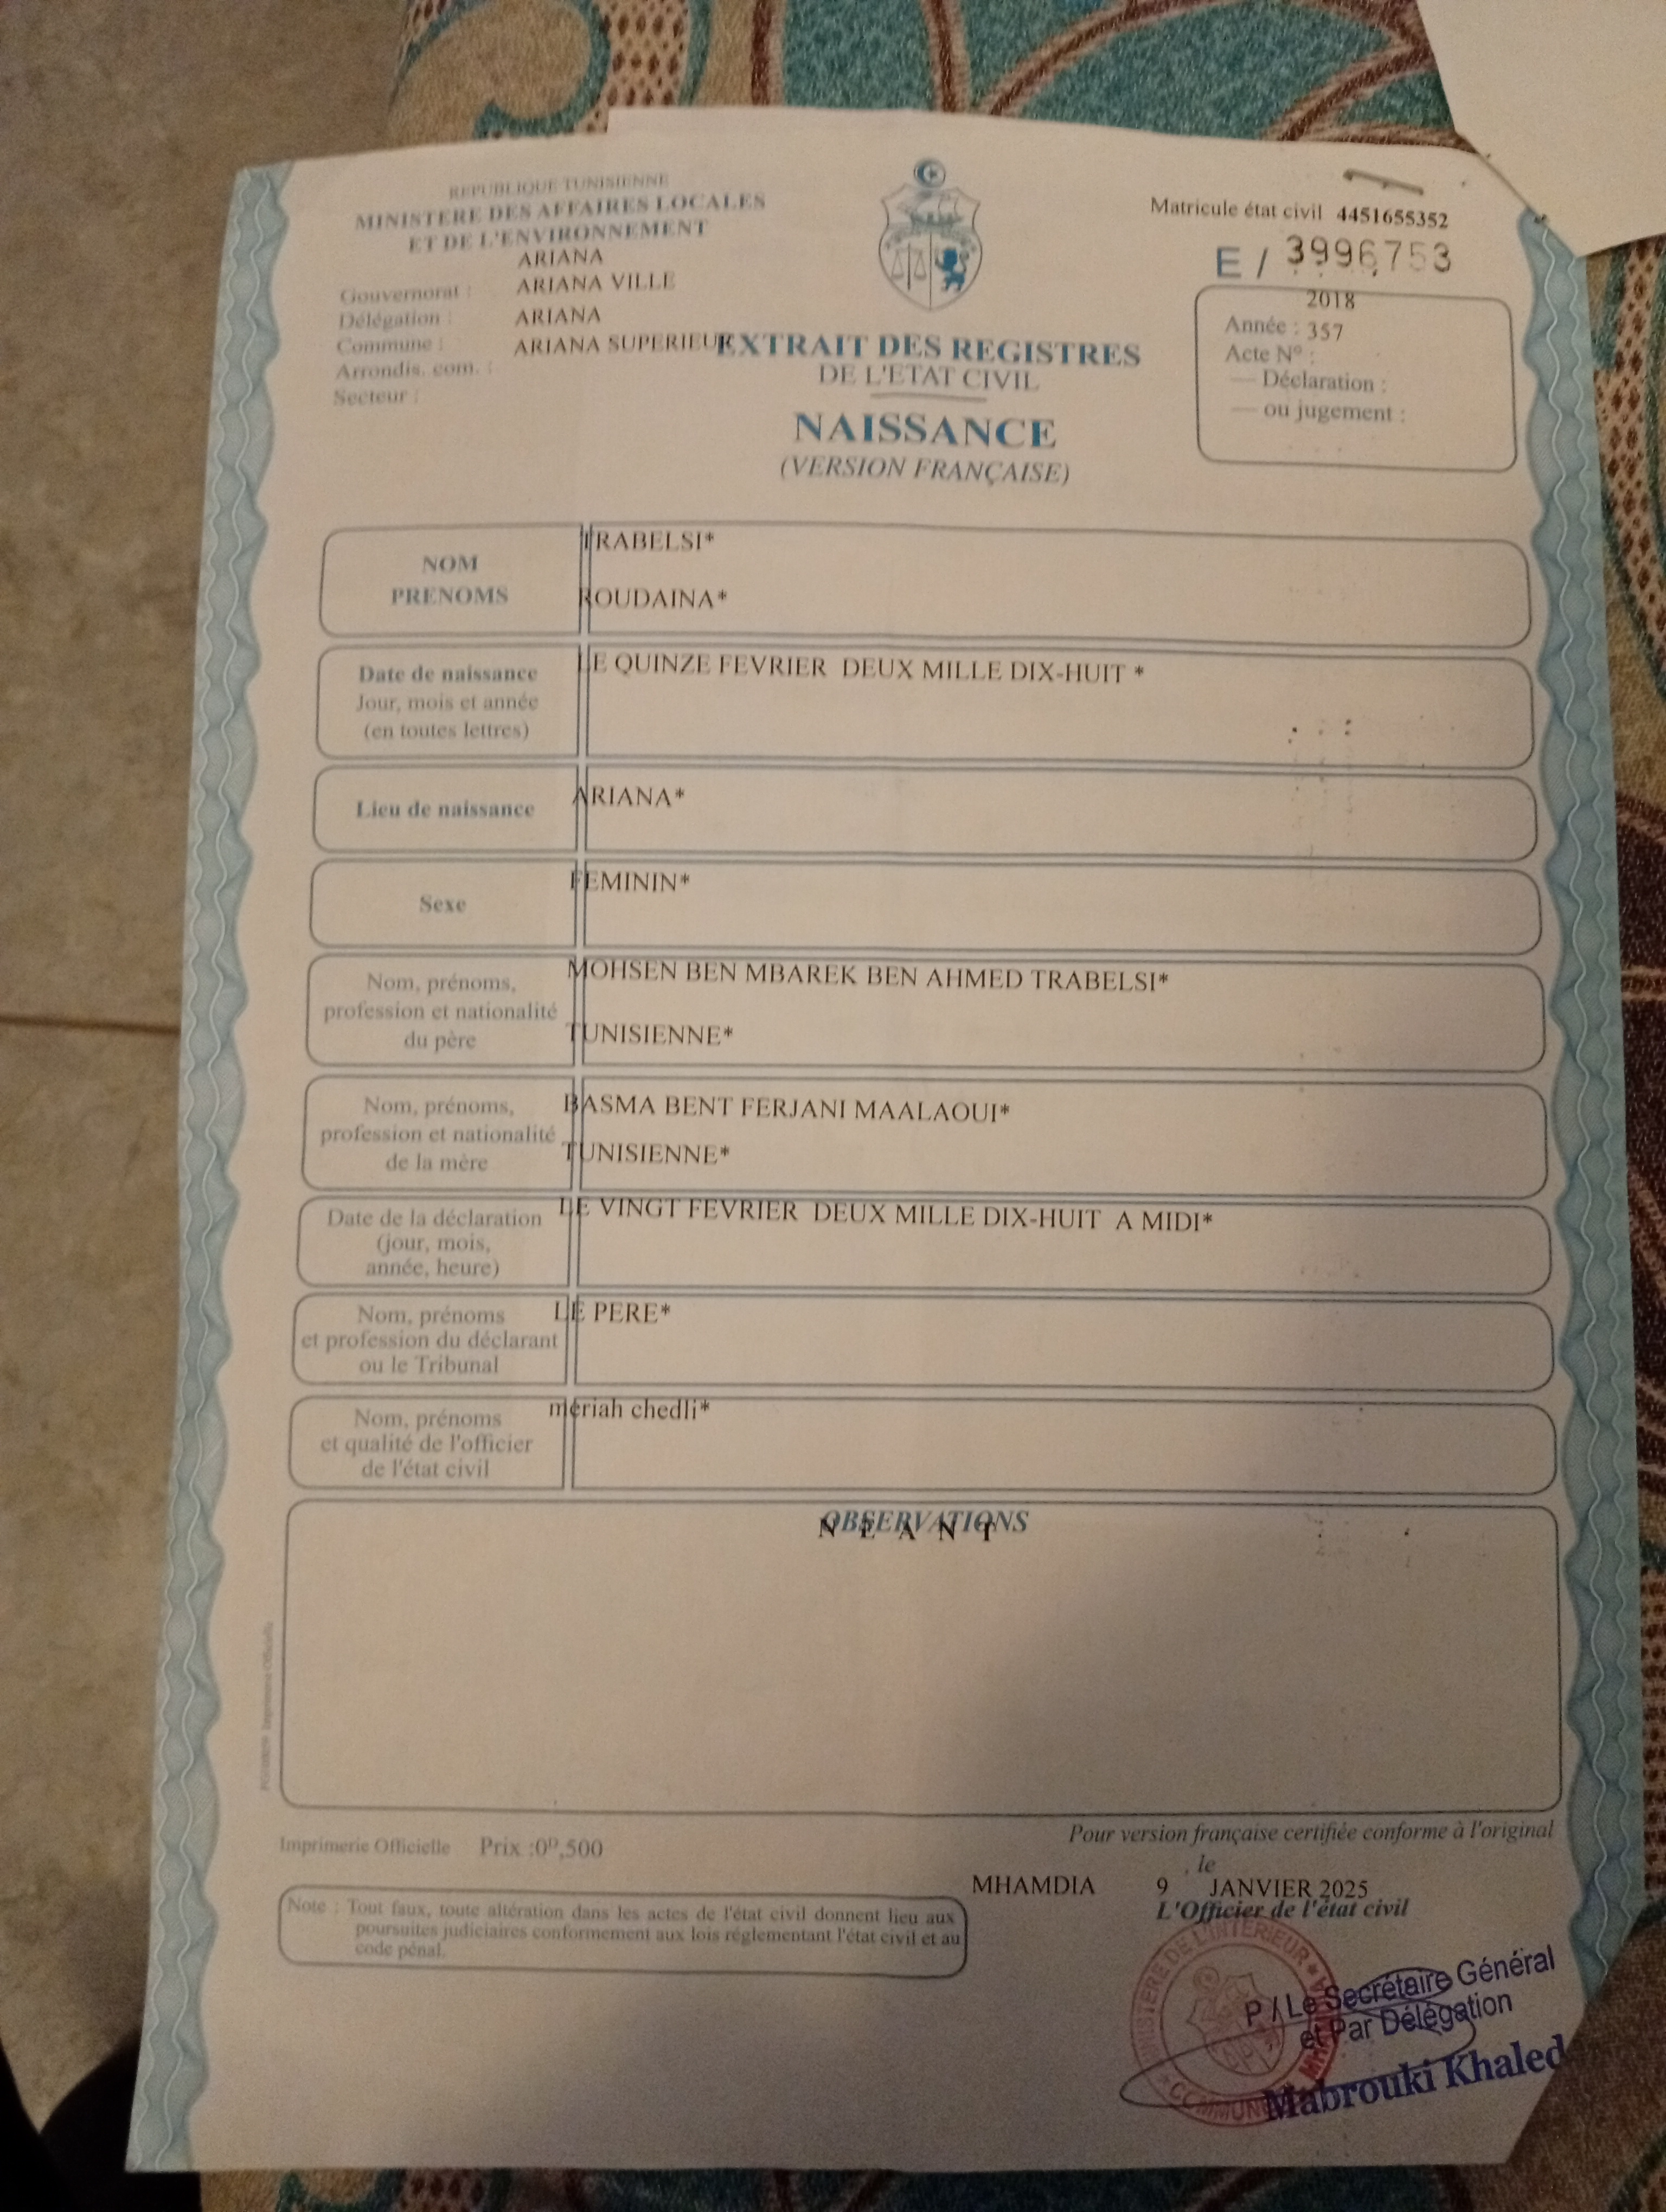 REPUBLIQUE TUNISIENNE
MINISTERE DES AFFAIRES LOCALES
ET DE L'ENVIRONNEMENT
ARIANA
Gouvernorat : ARIANA VILLE
Délégation : ARIANA
Commune : ARIANA SUPERIEUR
Arrondis. com. :
Secteur :
Matricule état civil 4451655352
E / 3996753
2018
Année : 357
Acte N° :
— Déclaration :
— ou jugement :
EXTRAIT DES REGISTRES
DE L'ETAT CIVIL
NAISSANCE
(VERSION FRANÇAISE)
NOM
PRENOMS
TRABELSI*
ROUDAINA*
Date de naissance
Jour, mois et année
(en toutes lettres)
LE QUINZE FEVRIER DEUX MILLE DIX-HUIT *
Lieu de naissance
ARIANA*
Sexe
FEMININ*
Nom, prénoms,
profession et nationalité
du père
MOHSEN BEN MBAREK BEN AHMED TRABELSI*
TUNISIENNE*
Nom, prénoms,
profession et nationalité
de la mère
BASMA BENT FERJANI MAALAOUI*
TUNISIENNE*
Date de la déclaration
(jour, mois,
année, heure)
LE VINGT FEVRIER DEUX MILLE DIX-HUIT A MIDI*
Nom, prénoms
et profession du déclarant
ou le Tribunal
LE PERE*
Nom, prénoms
et qualité de l'officier
de l'état civil
meriah chedli*
OBSERVATIONS
N E A N T
Imprimerie Officielle Prix :0ᴰ,500
Pour version française certifiée conforme à l'original
, le
MHAMDIA 9 JANVIER 2025
L'Officier de l'état civil
Note : Tout faux, toute altération dans les actes de l'état civil donnent lieu aux
poursuites judiciaires conformement aux lois réglementant l'état civil et au
code pénal.
MINISTERE DE L'INTERIEUR
COMMUNE
P / Le Secrétaire Général
et Par Délégation
Mabrouki Khaled